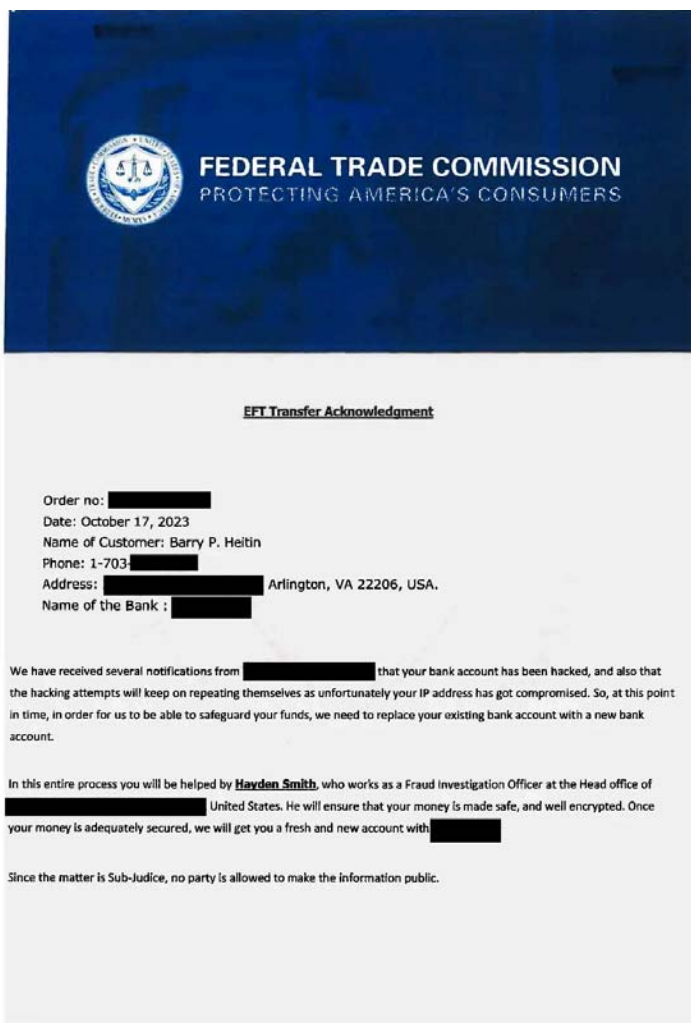 FEDERAL TRADE COMMISSION
PROTECTING AMERICA'S CONSUMERS
EFT Transfer Acknowledgment
Order no:
Date: October 17, 2023
Name of Customer: Barry P. Heitin
Phone: 1-703-
Address: Arlington, VA 22206, USA.
Name of the Bank :
We have received several notifications from that your bank account has been hacked, and also that
the hacking attempts will keep on repeating themselves as unfortunately your IP address has got compromised. So, at this point
in time, in order for us to be able to safeguard your funds, we need to replace your existing bank account with a new bank
account.
In this entire process you will be helped by Hayden Smith, who works as a Fraud Investigation Officer at the Head office of
United States. He will ensure that your money is made safe, and well encrypted. Once
your money is adequately secured, we will get you a fresh and new account with
Since the matter is Sub-Judice, no party is allowed to make the information public.